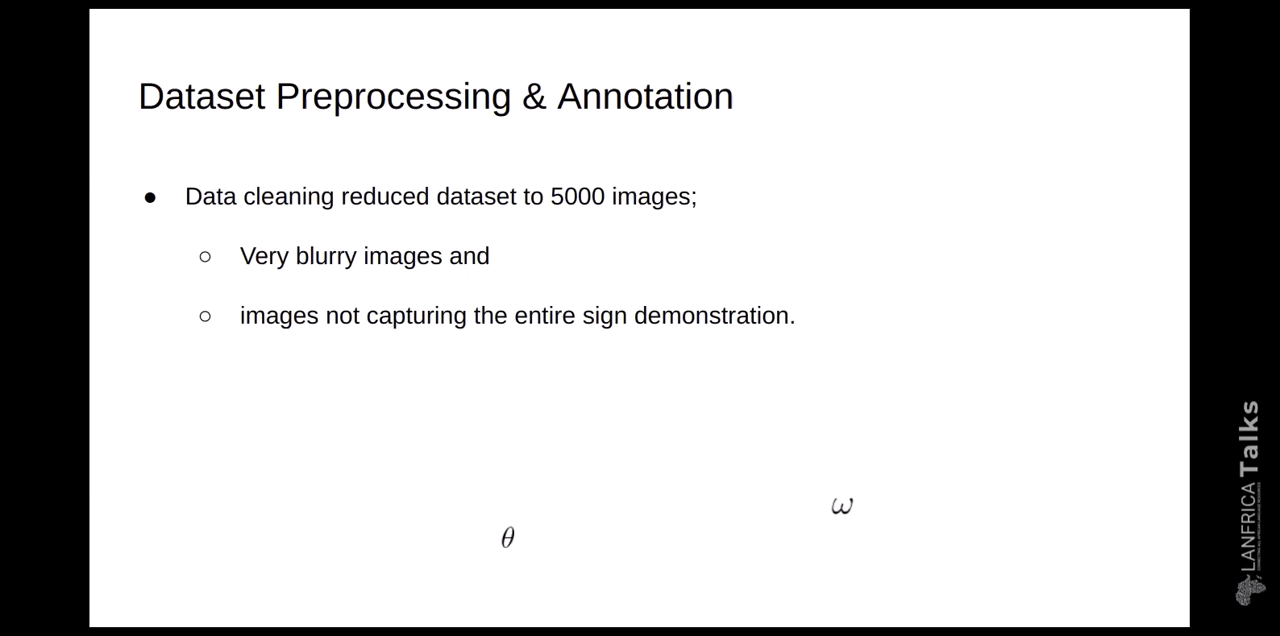 Dataset Preprocessing & Annotation
● Data cleaning reduced dataset to 5000 images;
○ Very blurry images and
○ images not capturing the entire sign demonstration.
ω
θ
LANFRICA Talks